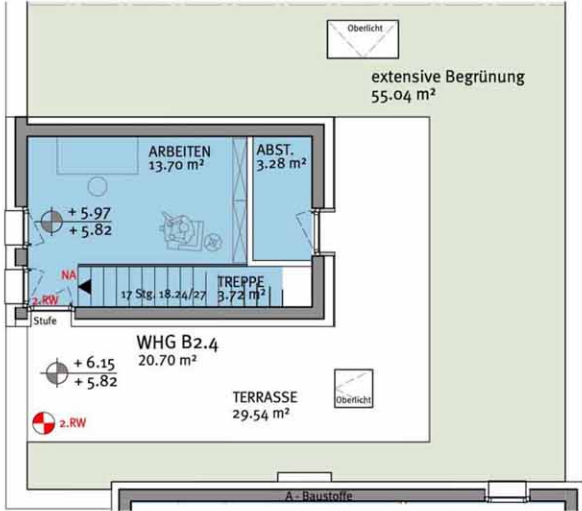 Oberlicht
extensive Begrünung
55.04 m²
ARBEITEN
13.70 m²
ABST.
3.28 m²
+ 5.97
+ 5.82
NA
TREPPE
3.72 m²
17 Stg. 18.24/27
2.RW
Stufe
WHG B2.4
20.70 m²
+ 6.15
+ 5.82
TERRASSE
29.54 m²
Oberlicht
2.RW
A - Baustoffe